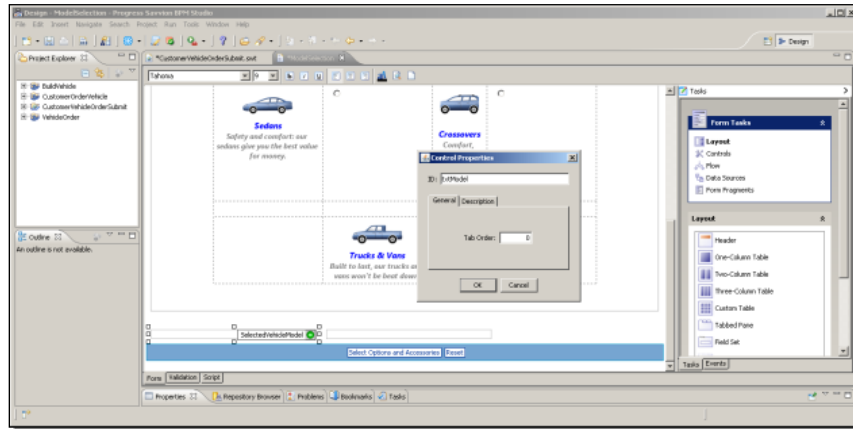 Design - ModelSelection - Progress Savvion BPM Studio
File Edit Insert Navigate Search Project Run Tools Window Help
Design
Project Explorer
*CustomerVehicleOrderSubmit.swt
*ModelSelection
BuildVehicle
CustomerOrderVehicle
CustomerVehicleOrderSubmit
VehicleOrder
Tahoma 9
Sedans
Safety and comfort: our
sedans give you the best value
for money.
Crossovers
Comfort,
Control Properties
ID: ExtModel
General Description
Tab Order: 0
OK Cancel
Trucks & Vans
Built to last, our trucks an
vans won't be beat down
Outline
An outline is not available.
SelectedVehicleModel
Select Options and Accessories Reset
Form Validation Script
Tasks
Form Tasks
Layout
Controls
Flow
Data Sources
Form Fragments
Layout
Header
One-Column Table
Two-Column Table
Three-Column Table
Custom Table
Tabbed Pane
Field Set
Tasks Events
Properties Repository Browser Problems Bookmarks Tasks